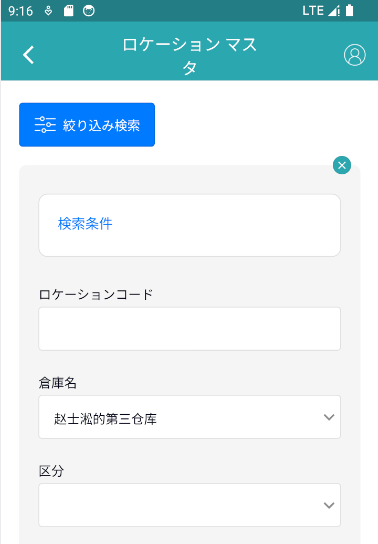 9:16
LTE
ロケーション マス
タ
絞り込み検索
検索条件
ロケーションコード
倉庫名
赵士淞的第三仓库
区分